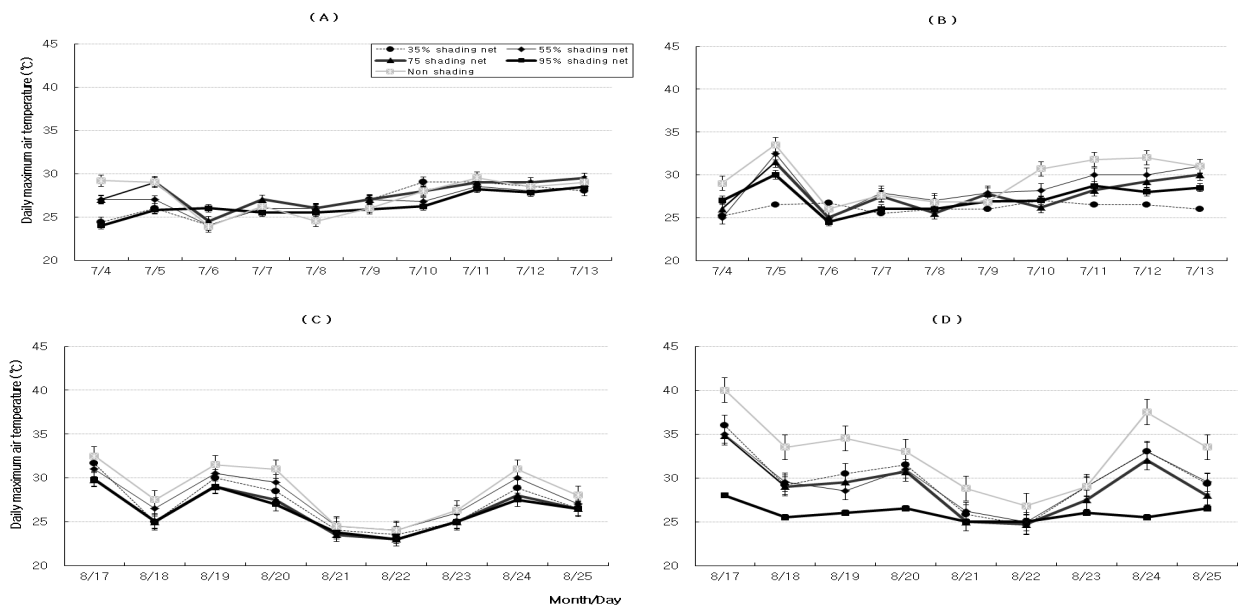 (A)
45
40
35
30
25
20
Daily maximum air temperature (℃)
35% shading net
55% shading net
75 shading net
95% shading net
Non shading
7/4 7/5 7/6 7/7 7/8 7/9 7/10 7/11 7/12 7/13
(B)
45
40
35
30
25
20
7/4 7/5 7/6 7/7 7/8 7/9 7/10 7/11 7/12 7/13
(C)
45
40
35
30
25
20
Daily maximum air temperature (℃)
8/17 8/18 8/19 8/20 8/21 8/22 8/23 8/24 8/25
(D)
45
40
35
30
25
20
8/17 8/18 8/19 8/20 8/21 8/22 8/23 8/24 8/25
Month/Day